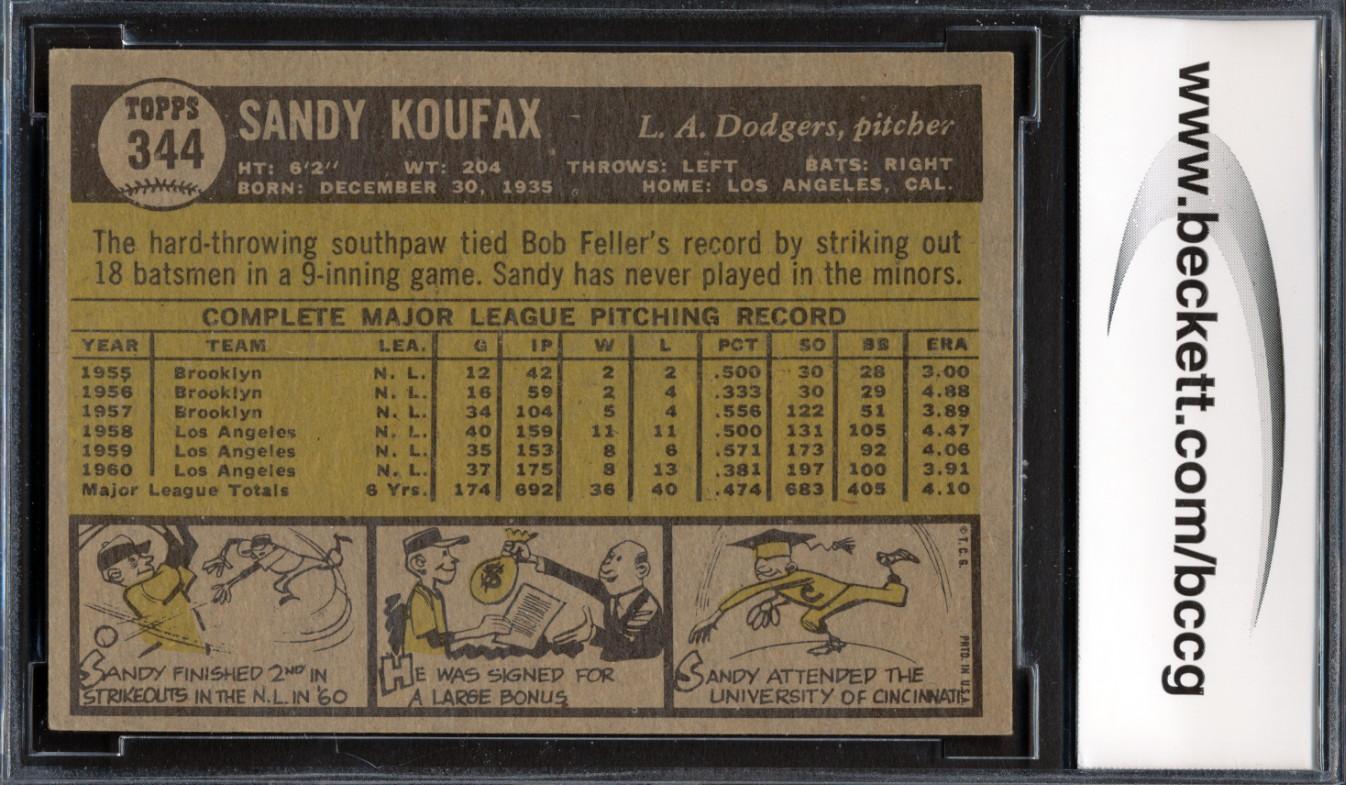 TOPPS
344
SANDY KOUFAX
L. A. Dodgers, pitcher
HT: 6'2" WT: 204 THROWS: LEFT BATS: RIGHT
BORN: DECEMBER 30, 1935 HOME: LOS ANGELES, CAL.
The hard-throwing southpaw tied Bob Feller's record by striking out
18 batsmen in a 9-inning game. Sandy has never played in the minors.
COMPLETE MAJOR LEAGUE PITCHING RECORD
YEAR TEAM LEA. G IP W L PCT SO BB ERA
1955 Brooklyn N. L. 12 42 2 2 .500 30 28 3.00
1956 Brooklyn N. L. 16 59 2 4 .333 30 29 4.88
1957 Brooklyn N. L. 34 104 5 4 .556 122 51 3.89
1958 Los Angeles N. L. 40 159 11 11 .500 131 105 4.47
1959 Los Angeles N. L. 35 153 8 6 .571 173 92 4.06
1960 Los Angeles N. L. 37 175 8 13 .381 197 100 3.91
Major League Totals 6 Yrs. 174 692 36 40 .474 683 405 4.10
SANDY FINISHED 2ND IN
STRIKEOUTS IN THE N.L. IN '60
$
HE WAS SIGNED FOR
A LARGE BONUS
C
SANDY ATTENDED THE
UNIVERSITY OF CINCINNATI
© T. C. G. PRTD. IN U.S.A.
www.beckett.com/bccg